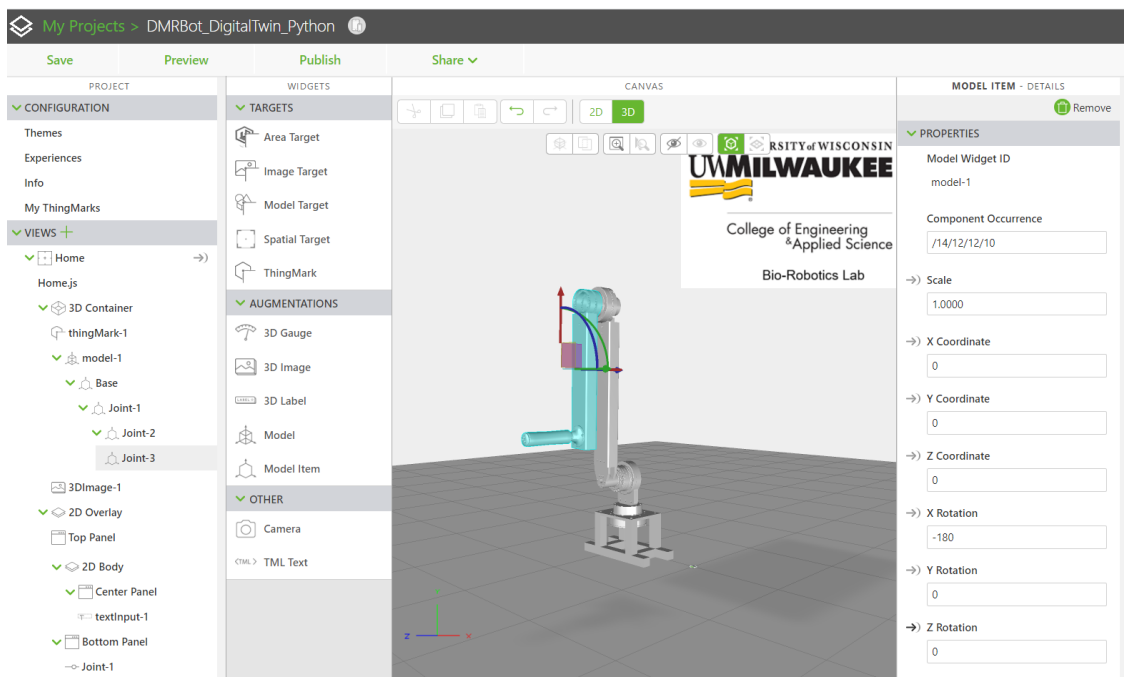 My Projects > DMRBot_DigitalTwin_Python
Save Preview Publish Share
PROJECT
CONFIGURATION
Themes
Experiences
Info
My ThingMarks
VIEWS
Home
Home.js
3D Container
thingMark-1
model-1
Base
Joint-1
Joint-2
Joint-3
3DImage-1
2D Overlay
Top Panel
2D Body
Center Panel
textInput-1
Bottom Panel
Joint-1
WIDGETS
TARGETS
Area Target
Image Target
Model Target
Spatial Target
ThingMark
AUGMENTATIONS
3D Gauge
3D Image
3D Label
Model
Model Item
OTHER
Camera
<TML> TML Text
CANVAS
2D 3D
RSITY of WISCONSIN
UWMILWAUKEE
College of Engineering
&Applied Science
Bio-Robotics Lab
z x
MODEL ITEM - DETAILS
Remove
PROPERTIES
Model Widget ID
model-1
Component Occurrence
/14/12/12/10
Scale
1.0000
X Coordinate
0
Y Coordinate
0
Z Coordinate
0
X Rotation
-180
Y Rotation
0
Z Rotation
0